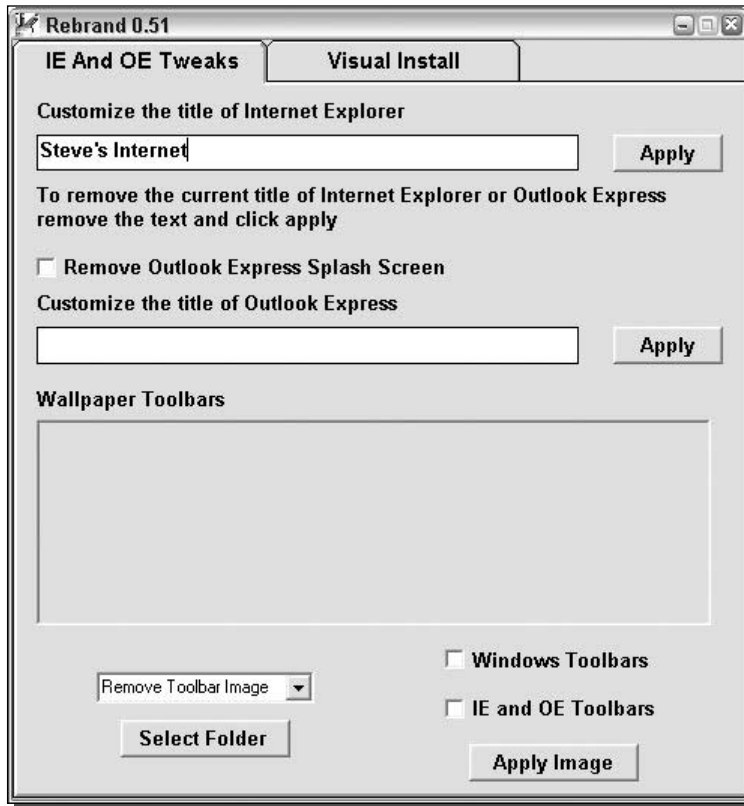 Rebrand 0.51
IE And OE Tweaks
Visual Install
Customize the title of Internet Explorer
Steve's Internet
Apply
To remove the current title of Internet Explorer or Outlook Express
remove the text and click apply
Remove Outlook Express Splash Screen
Customize the title of Outlook Express
Apply
Wallpaper Toolbars
Windows Toolbars
Remove Toolbar Image
IE and OE Toolbars
Select Folder
Apply Image